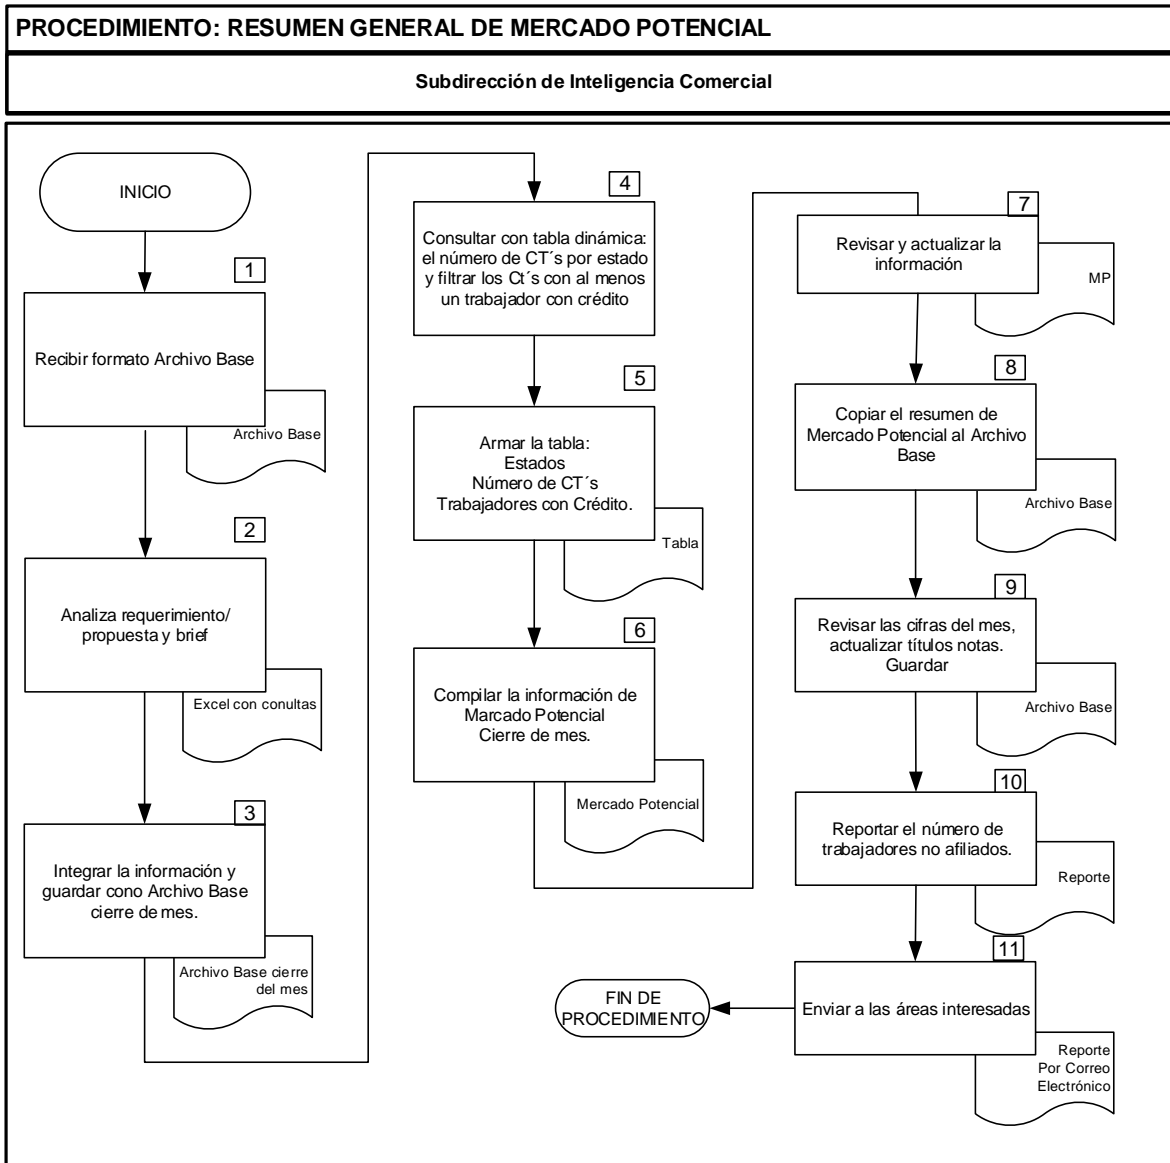 PROCEDIMIENTO: RESUMEN GENERAL DE MERCADO POTENCIAL
Subdirección de Inteligencia Comercial
INICIO
1
Recibir formato Archivo Base
Archivo Base
2
Analiza requerimiento/
propuesta y brief
Excel con conultas
3
Integrar la información y
guardar cono Archivo Base
cierre de mes.
Archivo Base cierre
del mes
4
Consultar con tabla dinámica:
el número de CT´s por estado
y filtrar los Ct´s con al menos
un trabajador con crédito
5
Armar la tabla:
Estados
Número de CT´s
Trabajadores con Crédito.
Tabla
6
Compilar la información de
Marcado Potencial
Cierre de mes.
Mercado Potencial
7
Revisar y actualizar la
información
MP
8
Copiar el resumen de
Mercado Potencial al Archivo
Base
Archivo Base
9
Revisar las cifras del mes,
actualizar títulos notas.
Guardar
Archivo Base
10
Reportar el número de
trabajadores no afiliados.
Reporte
11
Enviar a las áreas interesadas
Reporte
Por Correo
Electrónico
FIN DE
PROCEDIMIENTO